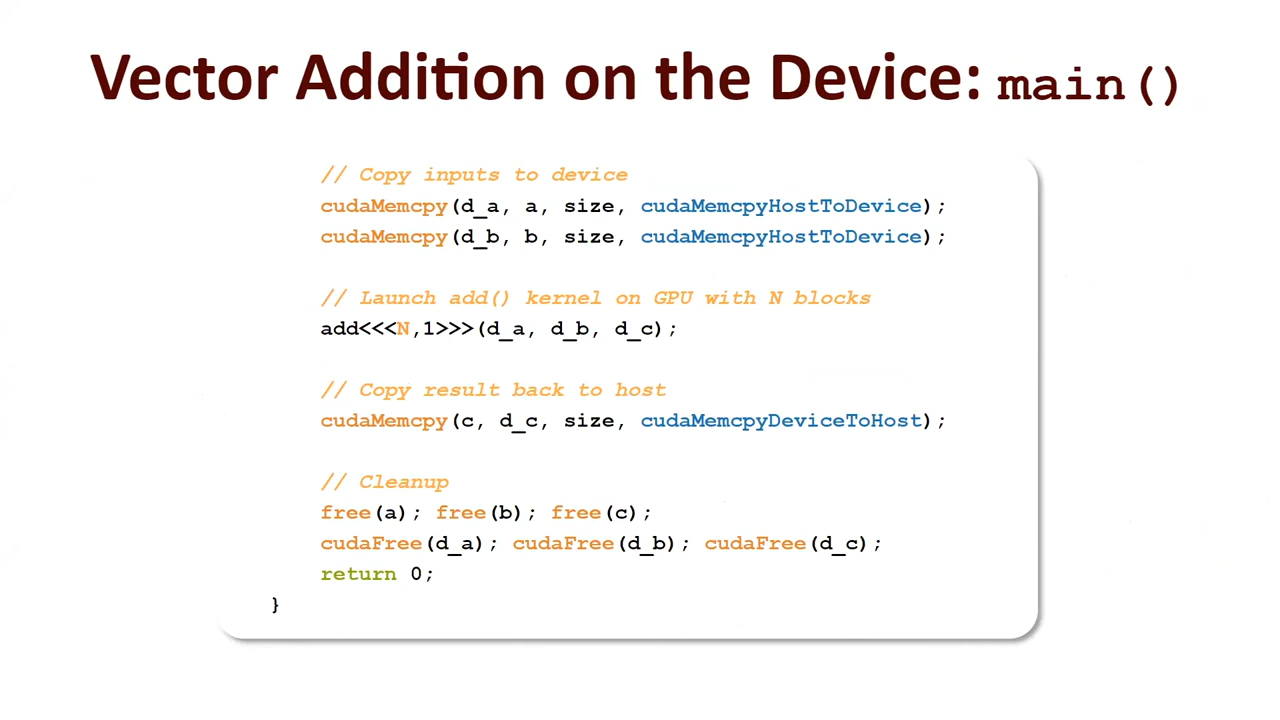 Vector Addition on the Device: main()
// Copy inputs to device
cudaMemcpy(d_a, a, size, cudaMemcpyHostToDevice);
cudaMemcpy(d_b, b, size, cudaMemcpyHostToDevice);
// Launch add() kernel on GPU with N blocks
add<<<N,1>>>(d_a, d_b, d_c);
// Copy result back to host
cudaMemcpy(c, d_c, size, cudaMemcpyDeviceToHost);
// Cleanup
free(a); free(b); free(c);
cudaFree(d_a); cudaFree(d_b); cudaFree(d_c);
return 0;
}